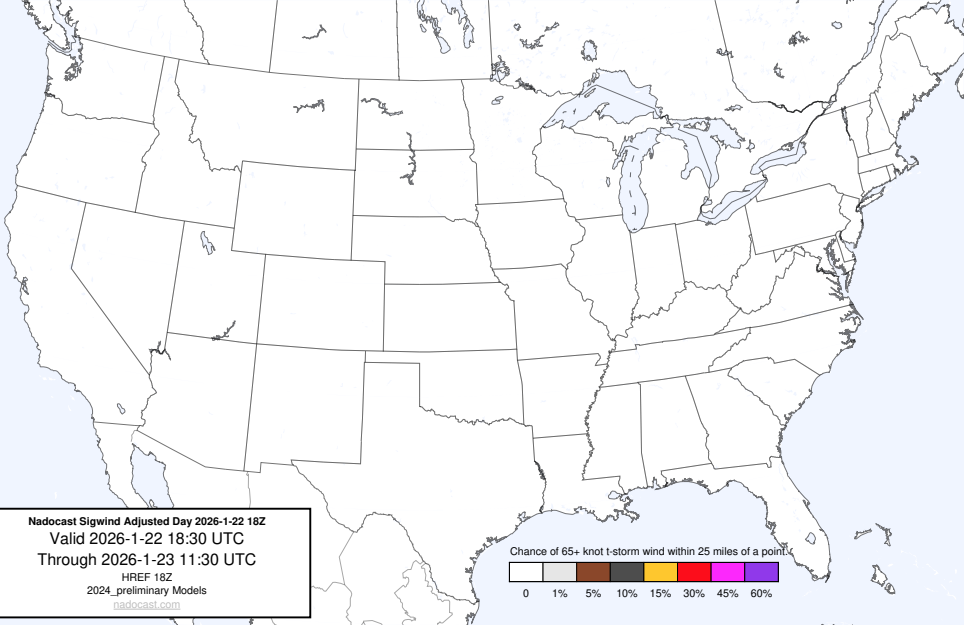 Nadocast Sigwind Adjusted Day 2026-1-22 18Z
Valid 2026-1-22 18:30 UTC
Through 2026-1-23 11:30 UTC
HREF 18Z
2024_preliminary Models
nadocast.com
Chance of 65+ knot t-storm wind within 25 miles of a point.
0 1% 5% 10% 15% 30% 45% 60%